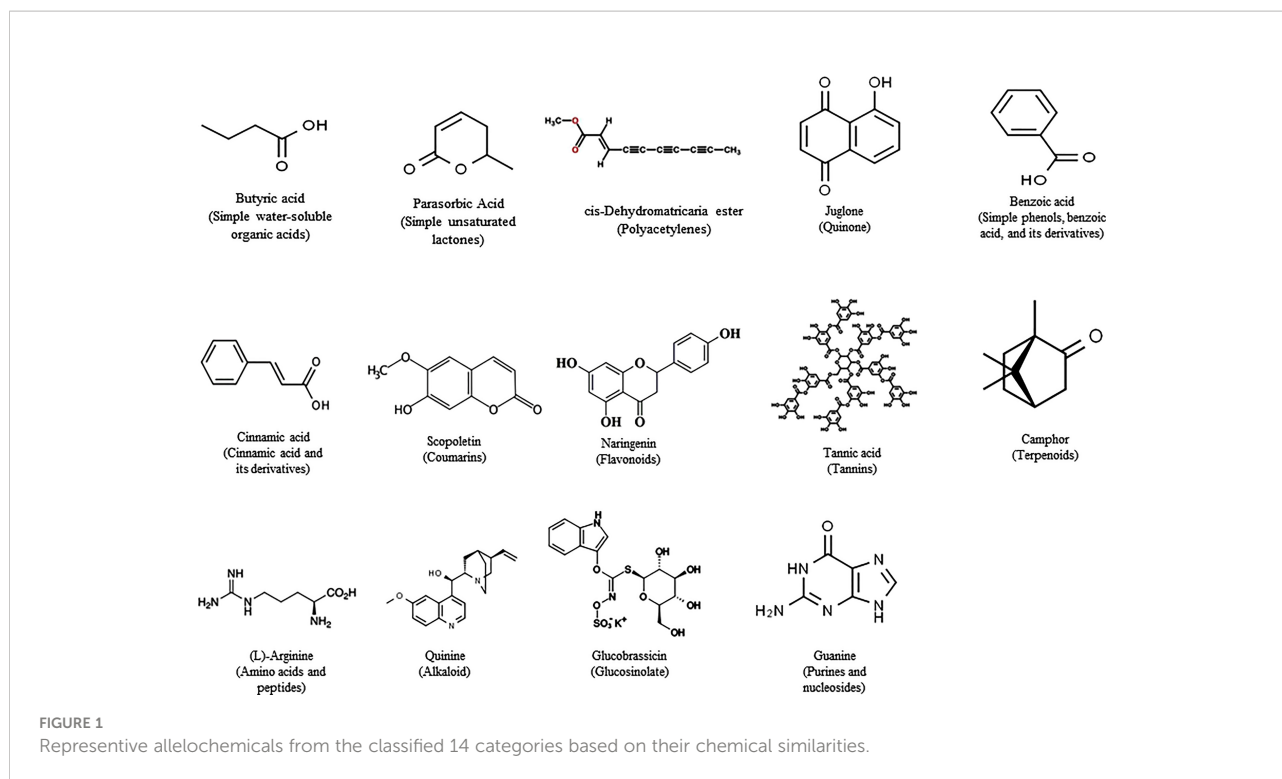 OH
O
Butyric acid
(Simple water-soluble
organic acids)
O
O
Parasorbic Acid
(Simple unsaturated
lactones)
H₃C
O
O
H
H
CH₃
cis-Dehydromatricaria ester
(Polyacetylenes)
O
OH
O
Juglone
(Quinone)
O
HO
Benzoic acid
(Simple phenols, benzoic
acid, and its derivatives)
O
OH
Cinnamic acid
(Cinnamic acid and
its derivatives)
O
H₃C
HO
O
O
Scopoletin
(Coumarins)
OH
HO
O
OH
O
Naringenin
(Flavonoids)
Tannic acid
(Tannins)
O
Camphor
(Terpenoids)
NH
H₂N
N
H
CO₂H
NH₂
(L)-Arginine
(Amino acids and
peptides)
HO
N
O
N
Quinine
(Alkaloid)
H
N
O
S
N
O
SO₃⁻K⁺
OH
OH
O
OH
OH
Glucobrassicin
(Glucosinolate)
O
HN
N
H₂N
N
N
H
Guanine
(Purines and
nucleosides)
FIGURE 1
Representive allelochemicals from the classified 14 categories based on their chemical similarities.